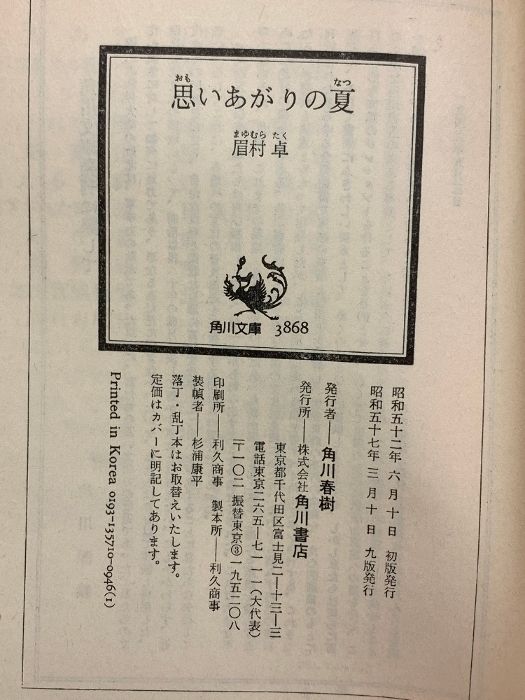 思いあがりの夏
眉村 卓
角川文庫 3868
昭和五十二年 六 月 十 日 初版発行
昭和五十七年 三 月 十 日 九版発行
発行者――角川春樹
発行所――株式会社角川書店
東京都千代田区富士見二―十三―三
電話東京二六五―七一一一(大代表)
〒一〇二 振替東京③一九五二〇八
印刷所――利久商事 製本所――利久商事
装幀者――杉浦康平
落丁・乱丁本はお取替えいたします。
定価はカバーに明記してあります。
Printed in Korea 0193-135710-0946(1)